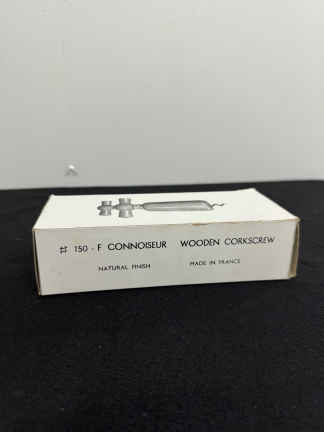 # 150 - F CONNOISEUR WOODEN CORKSCREW
NATURAL FINISH MADE IN FRANCE